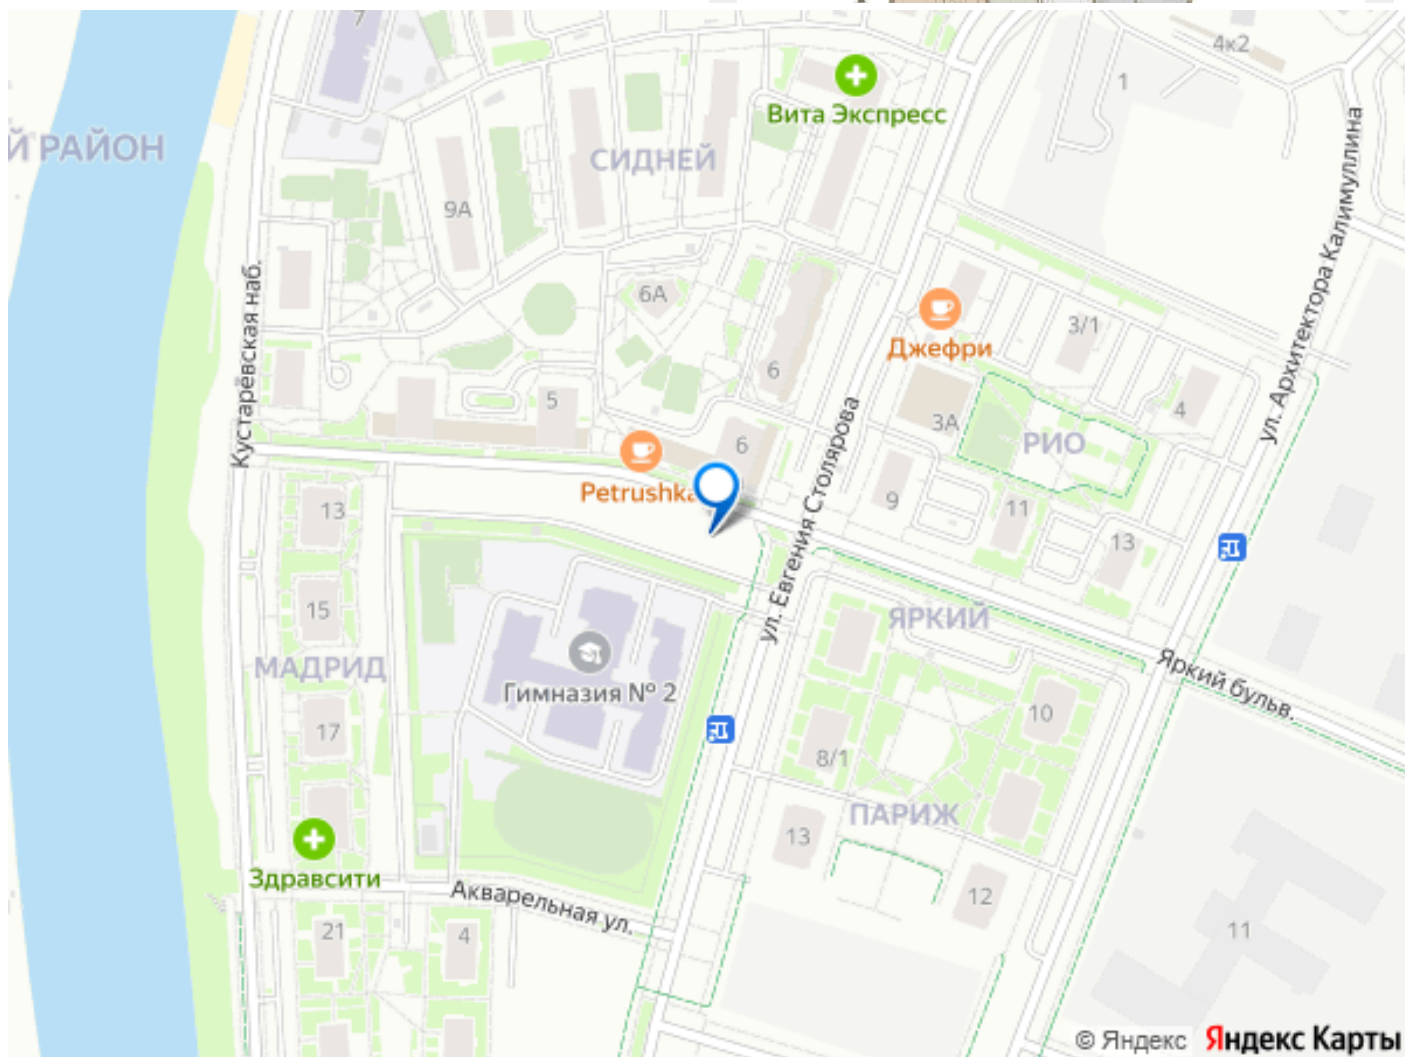 7
4к2
1
Вита Экспресс
Й РАЙОН
СИДНЕЙ
9А
ул. Архитектора Калимуллина
Кустарёвская наб.
6А
Джефри
3/1
6
5
3А
4
РИО
6
Petrushka
ул. Евгения Столярова
13
9
11
13
15
ЯРКИЙ
МАДРИД
Гимназия № 2
Яркий бульв.
17
10
8/1
ПАРИЖ
13
Здравсити
Акварельная ул.
12
21
4
11
© Яндекс Яндекс Карты